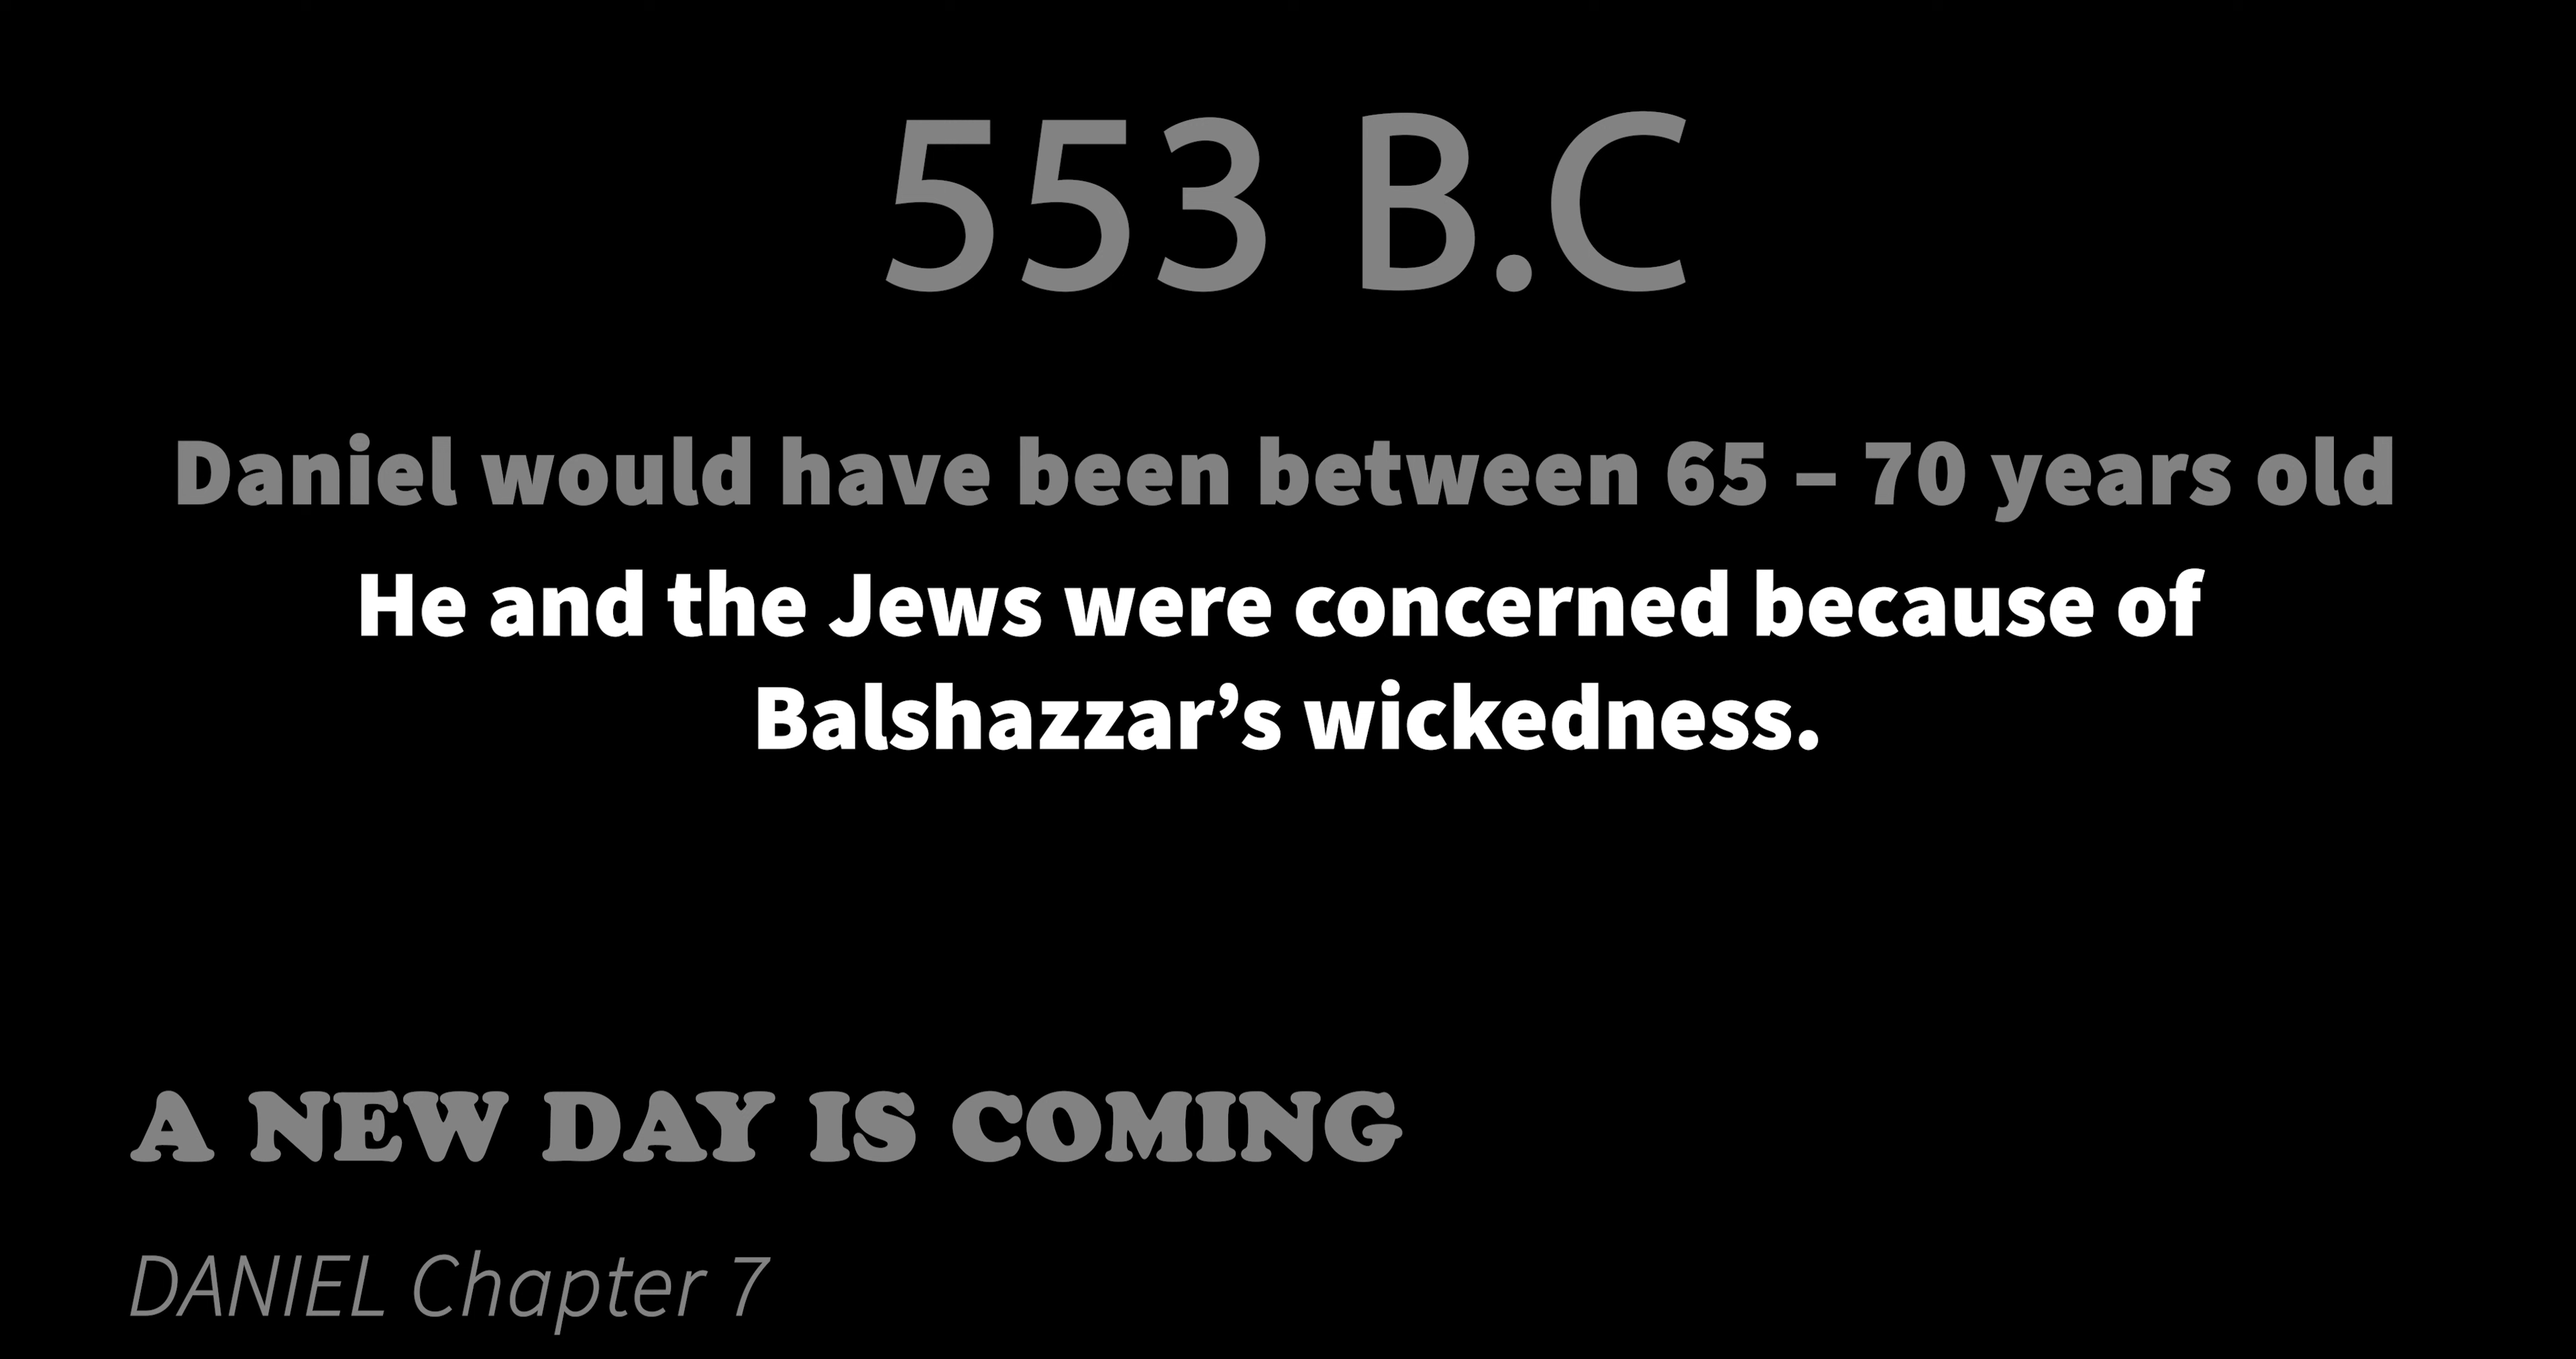 553 B.C
Daniel would have been between 65 – 70 years old
He and the Jews were concerned because of
Balshazzar’s wickedness.
A NEW DAY IS COMING
DANIEL Chapter 7